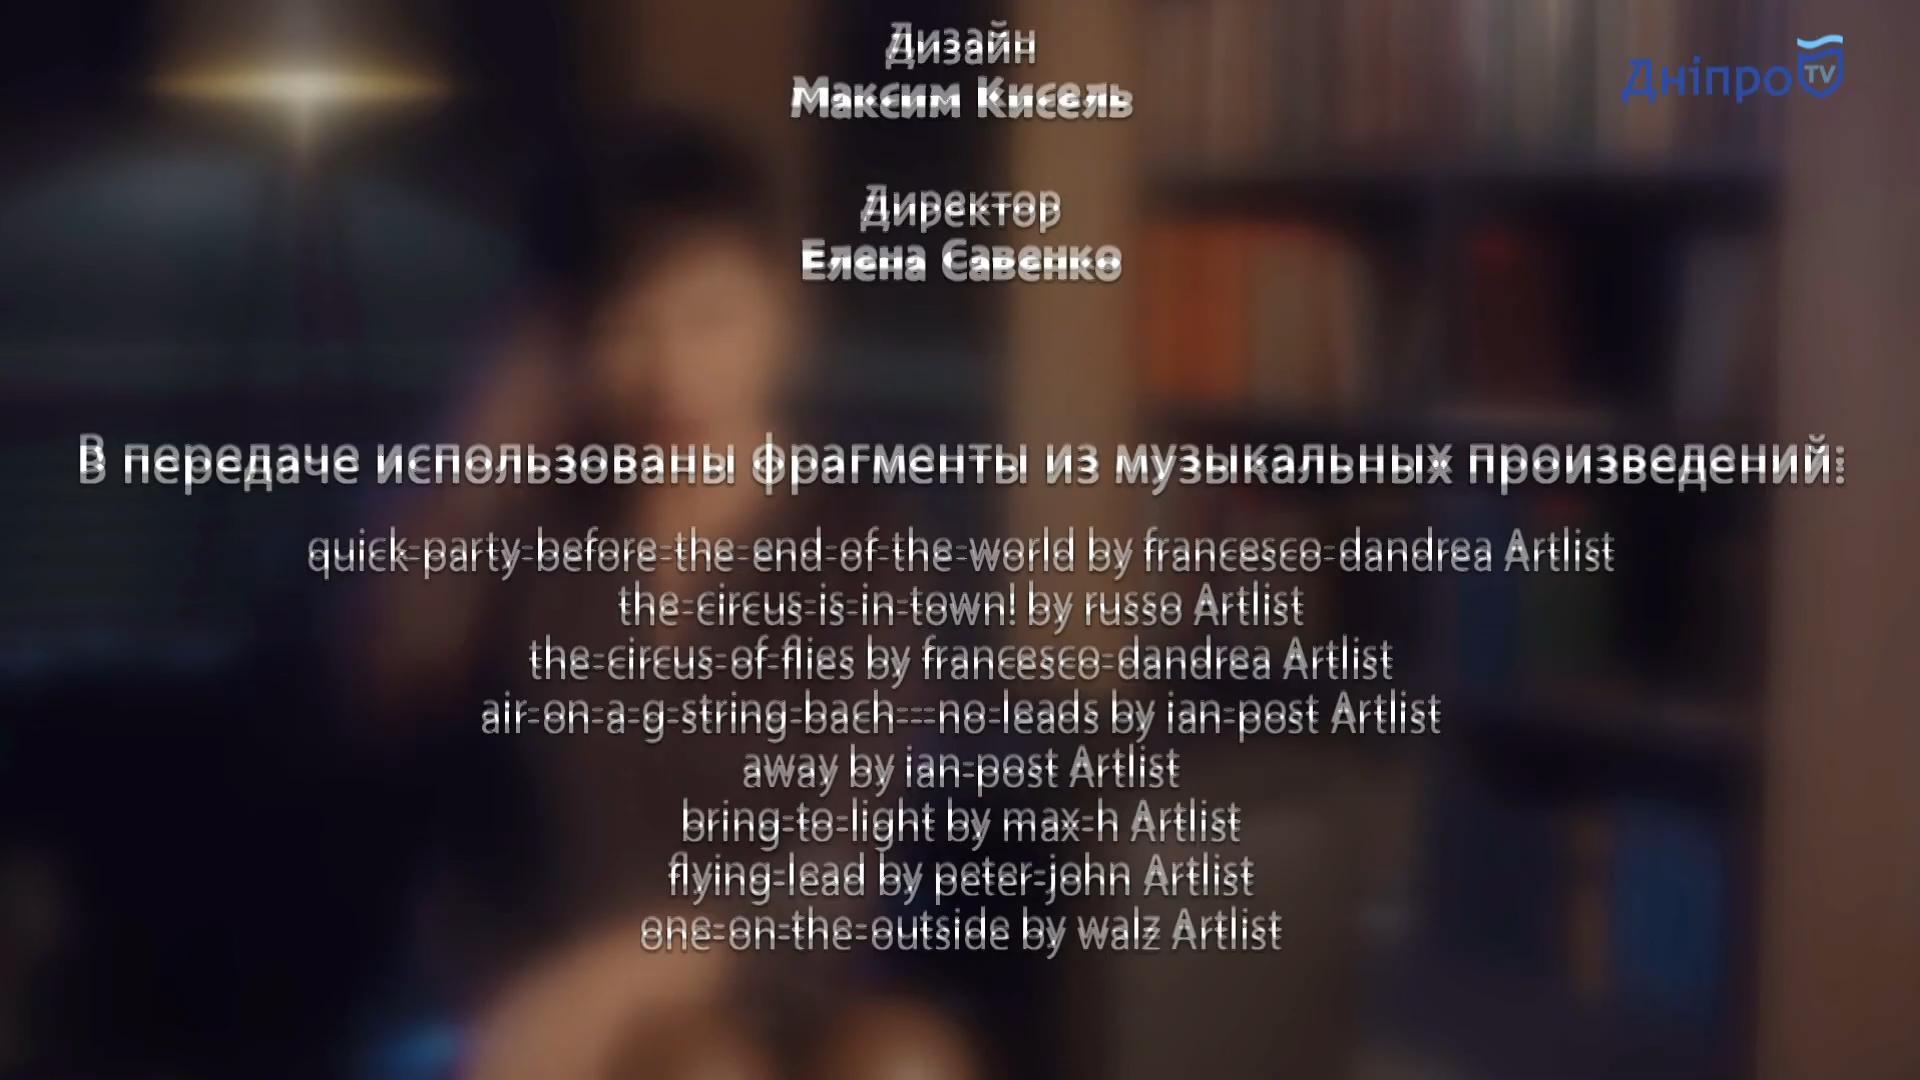 Дизайн
Максим Кисель
Дніпро TV
Директор
Елена Савенко
В передаче использованы фрагменты из музыкальных произведений:
quick-party-before-the-end-of-the-world by francesco-dandrea Artlist
the-circus-is-in-town! by russo Artlist
the-circus-of-flies by francesco-dandrea Artlist
air-on-a-g-string-bach---no-leads by ian-post Artlist
away by ian-post Artlist
bring-to-light by max-h Artlist
flying-lead by peter-john Artlist
one-on-the-outside by walz Artlist